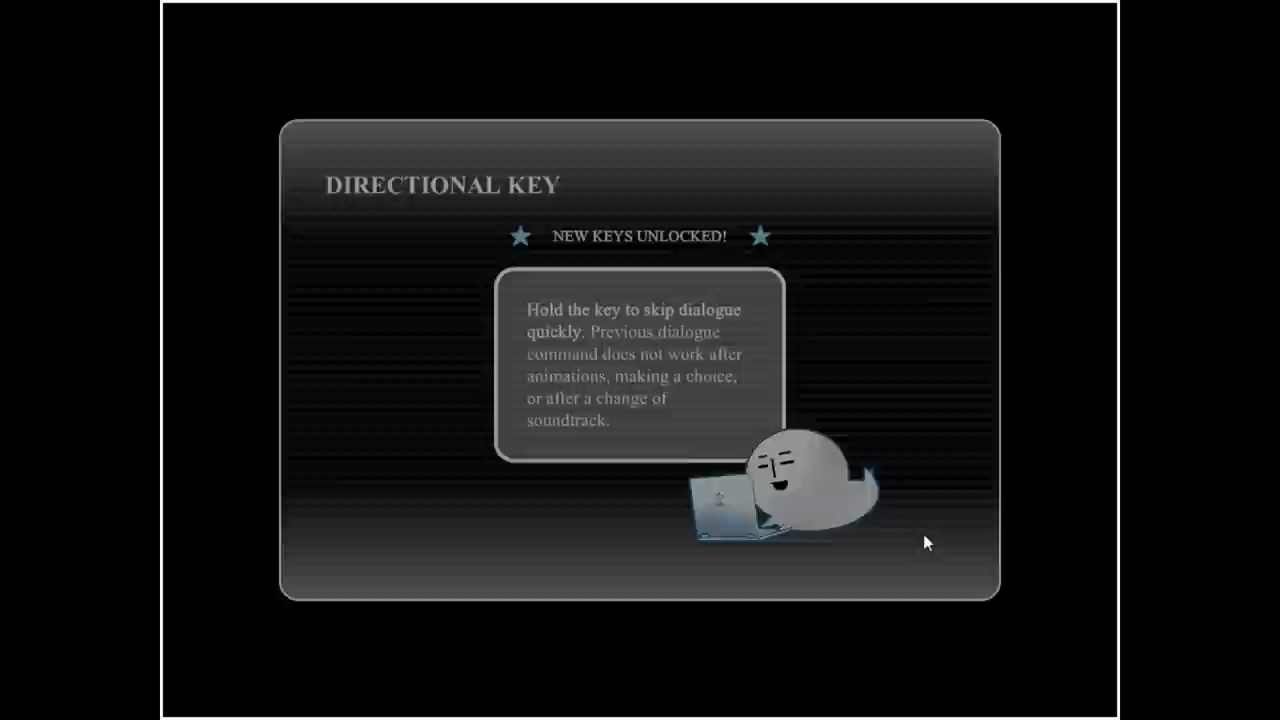 DIRECTIONAL KEY
NEW KEYS UNLOCKED!
Hold the key to skip dialogue
quickly. Previous dialogue
command does not work after
animations, making a choice,
or after a change of
soundtrack.